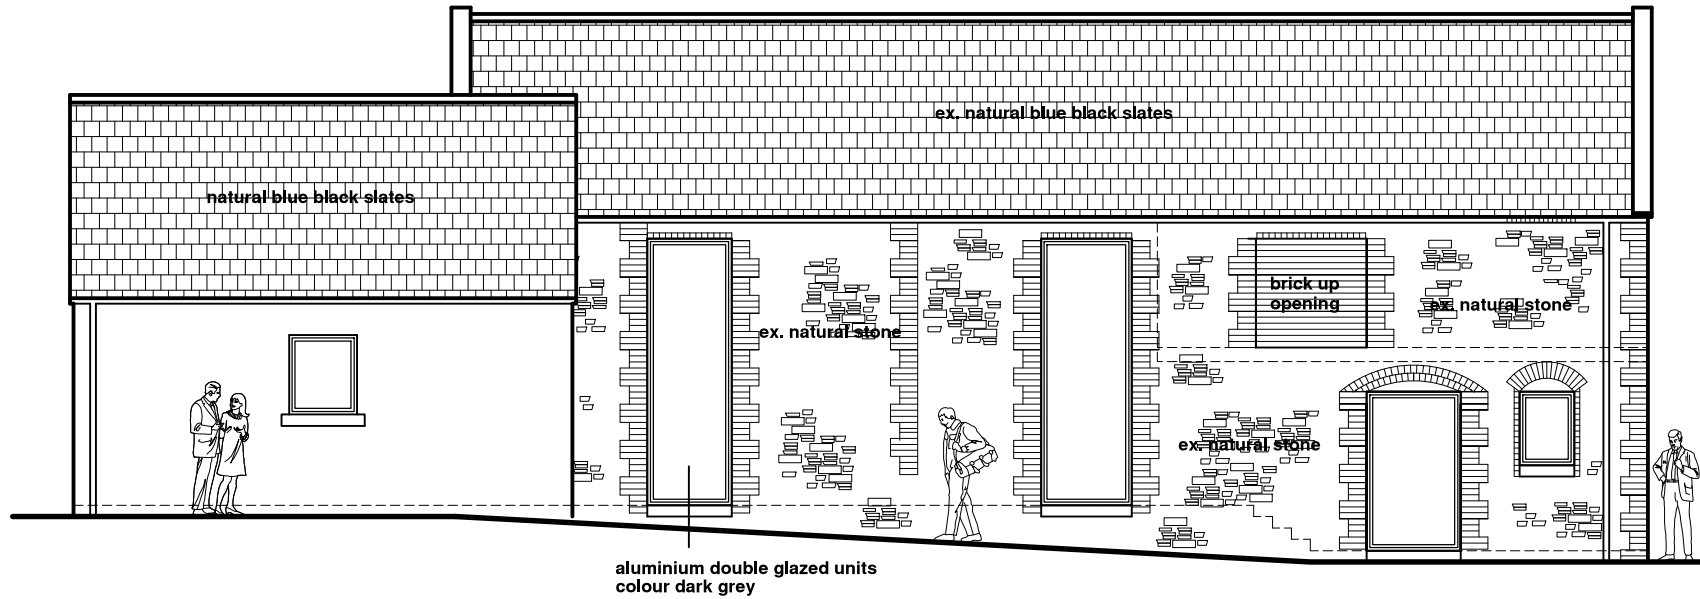 ex. natural blue black slates
natural blue black slates
brick up
opening
ex. natural stone
ex. natural stone
ex. natural stone
aluminium double glazed units
colour dark grey